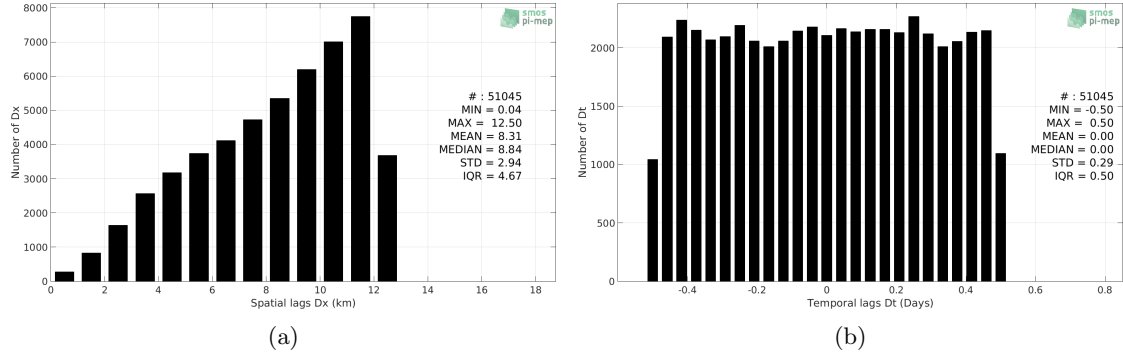 smos
pi-mep
8000
7000
6000
5000
4000
3000
2000
1000
0
Number of Dx
# : 51045
MIN = 0.04
MAX = 12.50
MEAN = 8.31
MEDIAN = 8.84
STD = 2.94
IQR = 4.67
0 2 4 6 8 10 12 14 16 18
Spatial lags Dx (km)
(a)
smos
pi-mep
2000
1500
1000
500
0
Number of Dt
# : 51045
MIN = -0.50
MAX = 0.50
MEAN = 0.00
MEDIAN = 0.00
STD = 0.29
IQR = 0.50
-0.4 -0.2 0 0.2 0.4 0.6 0.8
Temporal lags Dt (Days)
(b)